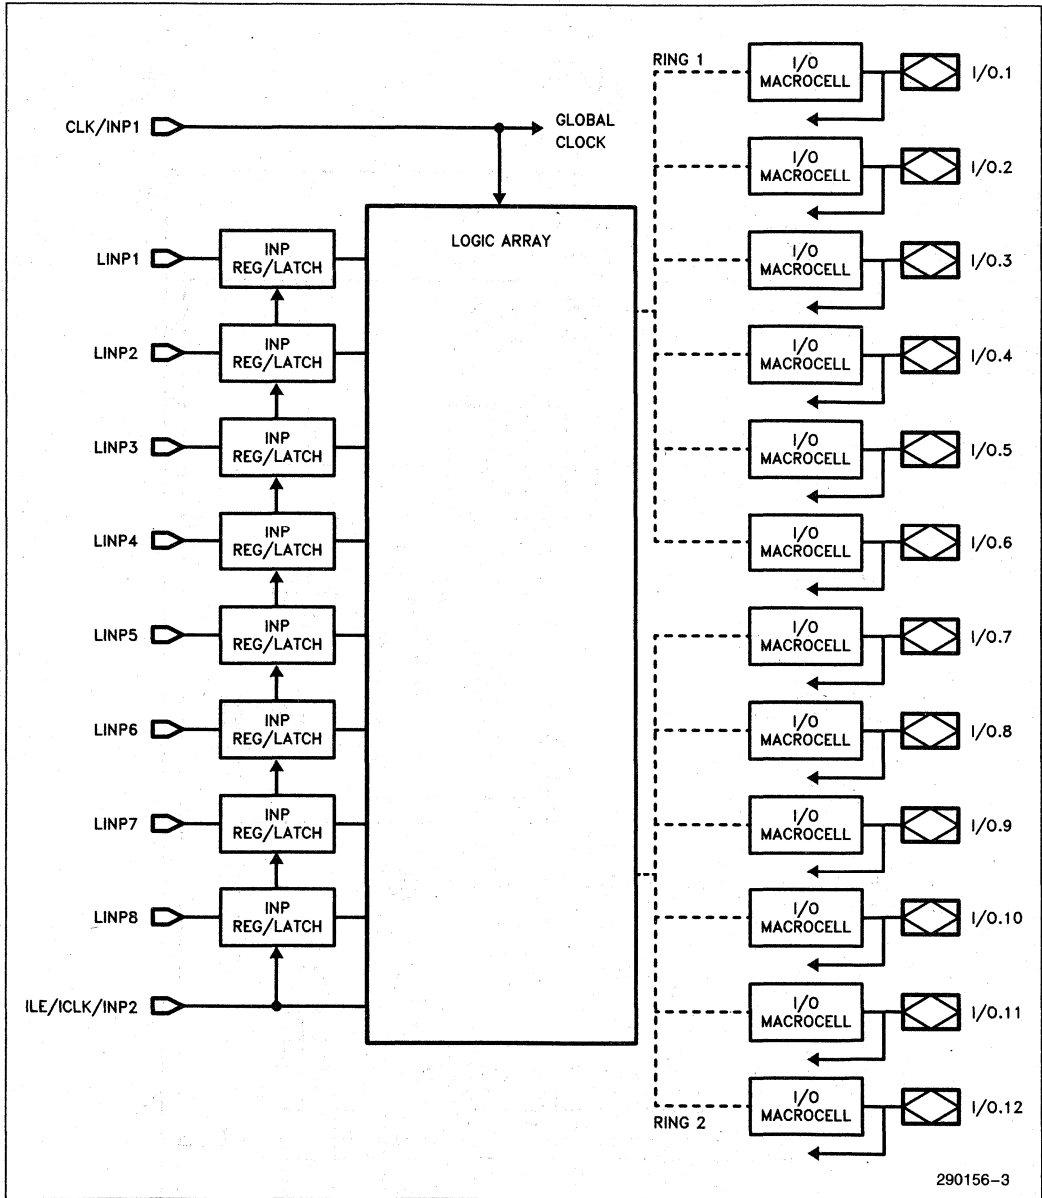 CLK/INP1
GLOBAL
CLOCK
LOGIC ARRAY
LINP1
INP
REG/LATCH
LINP2
INP
REG/LATCH
LINP3
INP
REG/LATCH
LINP4
INP
REG/LATCH
LINP5
INP
REG/LATCH
LINP6
INP
REG/LATCH
LINP7
INP
REG/LATCH
LINP8
INP
REG/LATCH
ILE/ICLK/INP2
RING 1
I/O
MACROCELL
I/O.1
I/O
MACROCELL
I/O.2
I/O
MACROCELL
I/O.3
I/O
MACROCELL
I/O.4
I/O
MACROCELL
I/O.5
I/O
MACROCELL
I/O.6
I/O
MACROCELL
I/O.7
I/O
MACROCELL
I/O.8
I/O
MACROCELL
I/O.9
I/O
MACROCELL
I/O.10
I/O
MACROCELL
I/O.11
I/O
MACROCELL
I/O.12
RING 2
290156–3